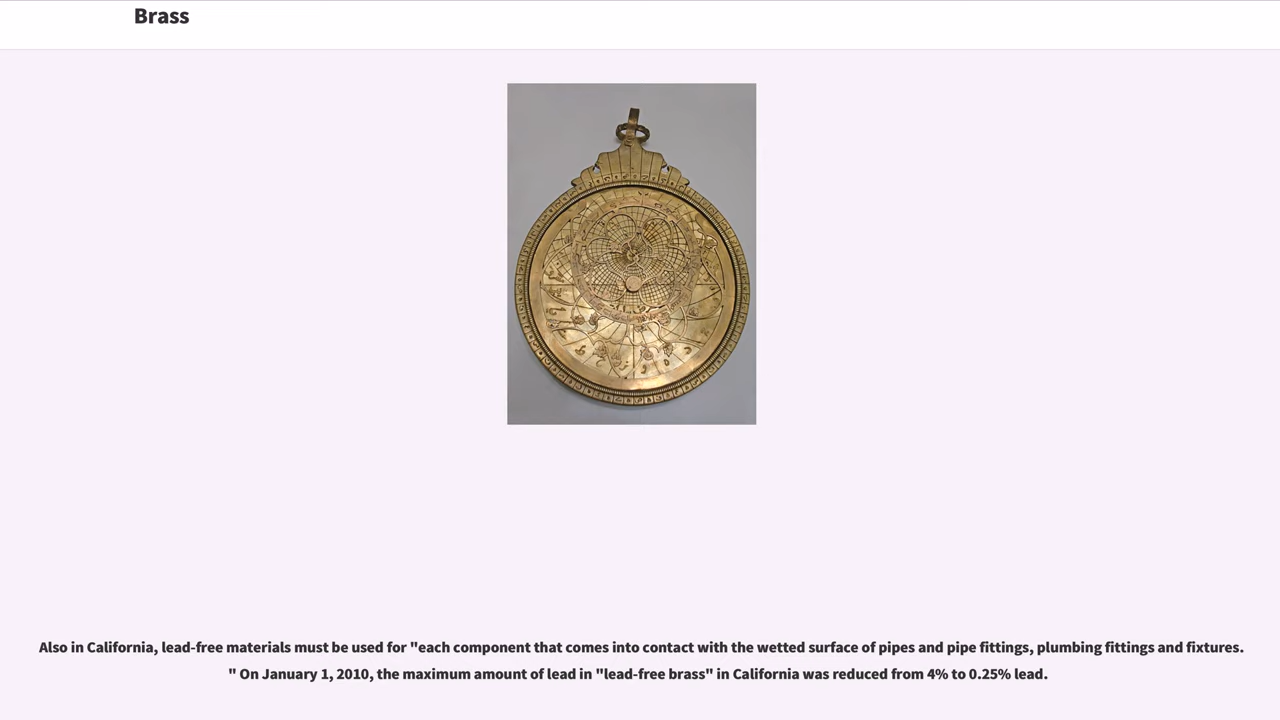 Brass
Also in California, lead-free materials must be used for "each component that comes into contact with the wetted surface of pipes and pipe fittings, plumbing fittings and fixtures.
" On January 1, 2010, the maximum amount of lead in "lead-free brass" in California was reduced from 4% to 0.25% lead.